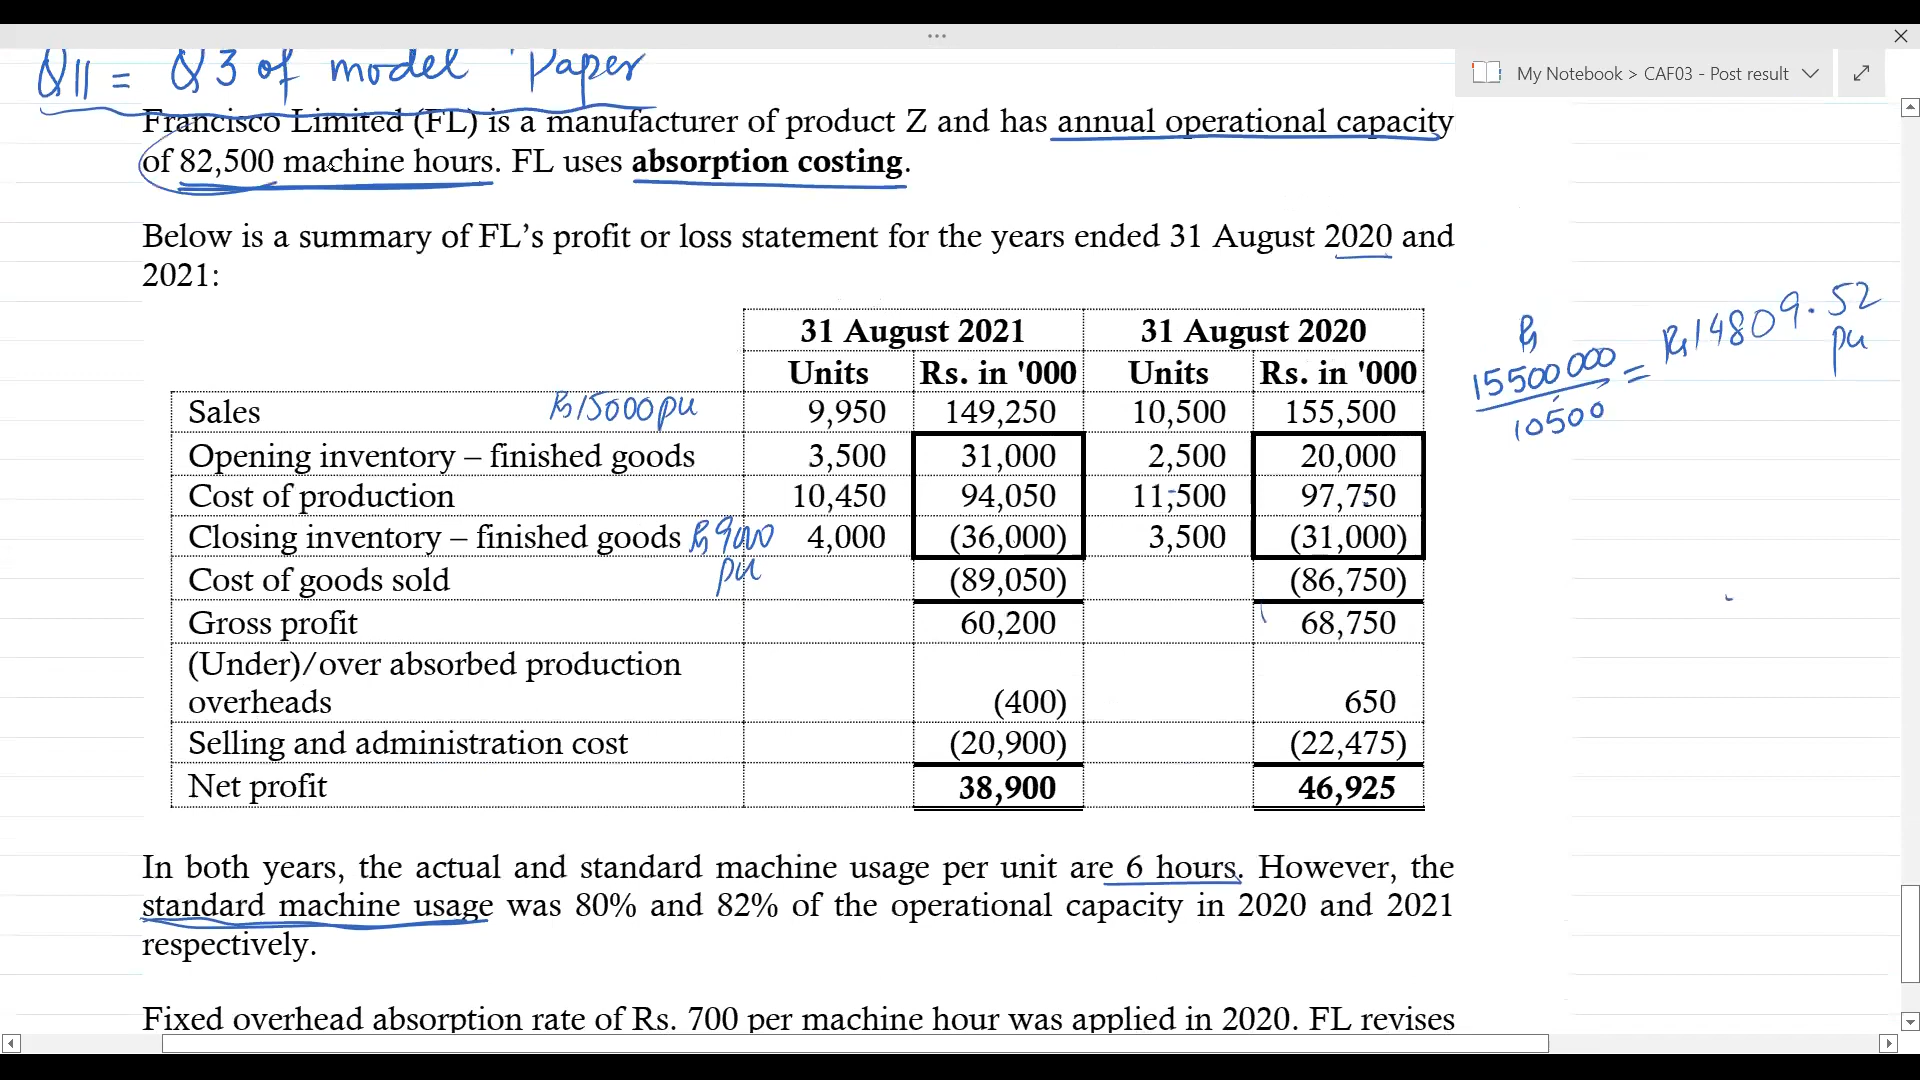 Q11 = Q3 of model Paper
My Notebook > CAF03 - Post result
Francisco Limited (FL) is a manufacturer of product Z and has annual operational capacity
of 82,500 machine hours. FL uses absorption costing.
Below is a summary of FL's profit or loss statement for the years ended 31 August 2020 and
2021:
31 August 2021 31 August 2020
Units Rs. in '000 Units Rs. in '000
Sales Rs 15000 pu 9,950 149,250 10,500 155,500
Opening inventory – finished goods 3,500 31,000 2,500 20,000
Cost of production 10,450 94,050 11,500 97,750
Closing inventory – finished goods Rs 9000 pu 4,000 (36,000) 3,500 (31,000)
Cost of goods sold (89,050) (86,750)
Gross profit 60,200 68,750
(Under)/over absorbed production
overheads (400) 650
Selling and administration cost (20,900) (22,475)
Net profit 38,900 46,925
Rs
15500 000 = Rs 14809.52
10500 pu
In both years, the actual and standard machine usage per unit are 6 hours. However, the
standard machine usage was 80% and 82% of the operational capacity in 2020 and 2021
respectively.
Fixed overhead absorption rate of Rs. 700 per machine hour was applied in 2020. FL revises